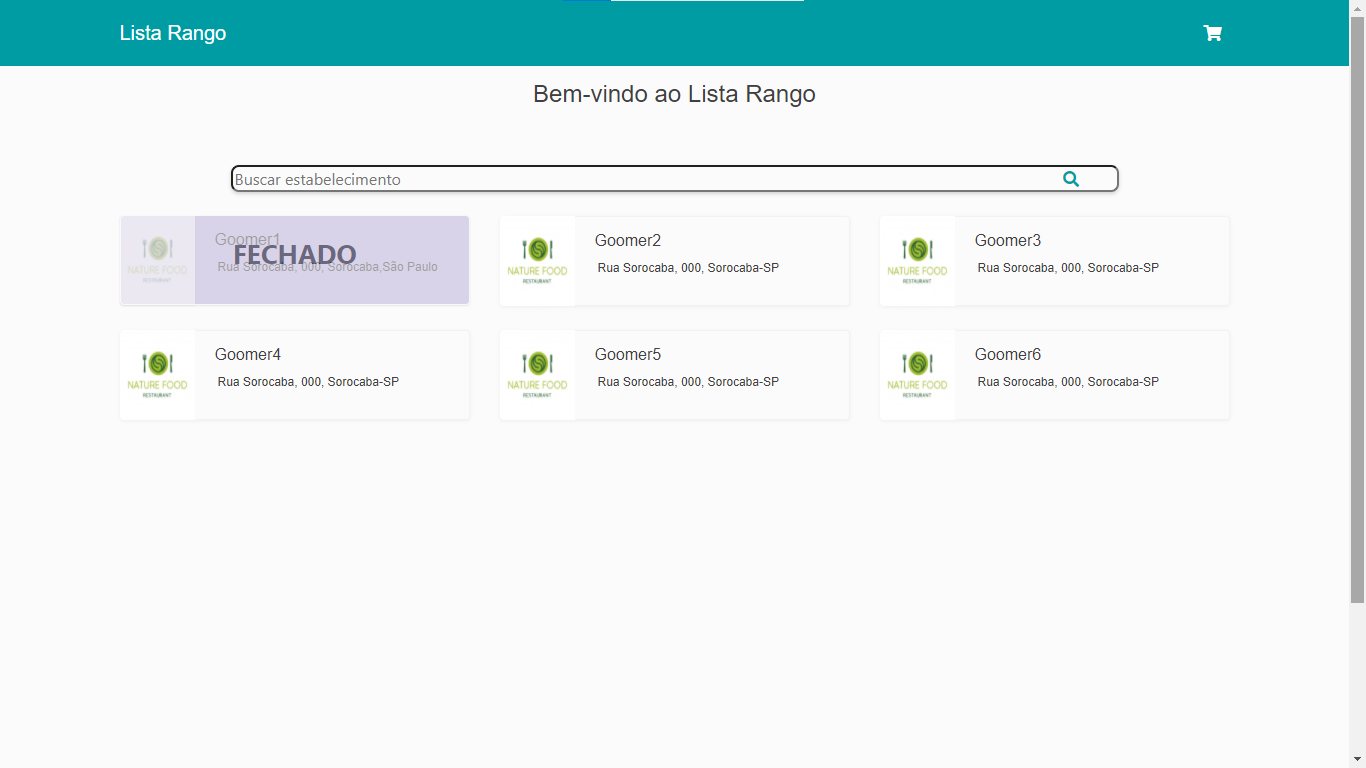 Lista Rango
Bem-vindo ao Lista Rango
Buscar estabelecimento
Goomer1
FECHADO
Rua Sorocaba, 000, Sorocaba,São Paulo
NATURE FOOD
RESTAURANT
Goomer2
Rua Sorocaba, 000, Sorocaba-SP
NATURE FOOD
RESTAURANT
Goomer3
Rua Sorocaba, 000, Sorocaba-SP
NATURE FOOD
RESTAURANT
Goomer4
Rua Sorocaba, 000, Sorocaba-SP
NATURE FOOD
RESTAURANT
Goomer5
Rua Sorocaba, 000, Sorocaba-SP
NATURE FOOD
RESTAURANT
Goomer6
Rua Sorocaba, 000, Sorocaba-SP
NATURE FOOD
RESTAURANT